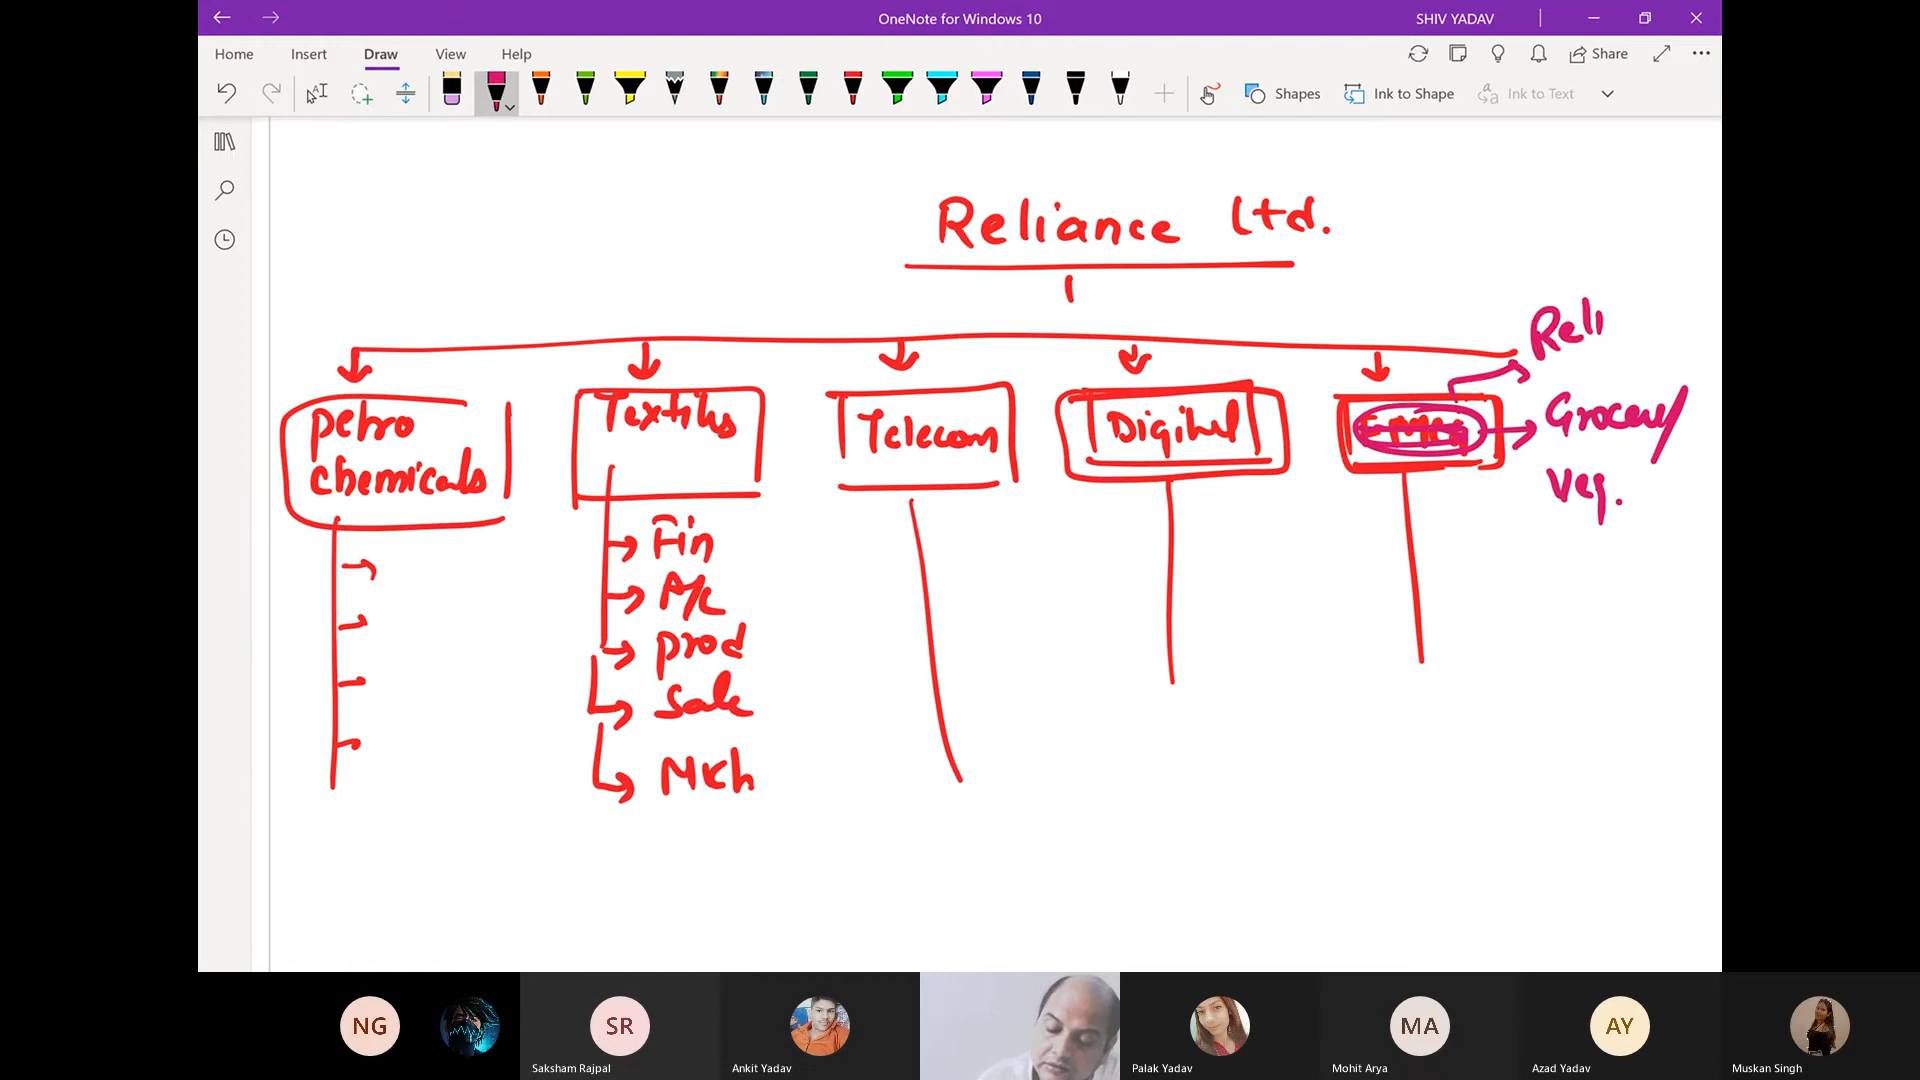 OneNote for Windows 10
SHIV YADAV
Home Insert Draw View Help
Share
Shapes
Ink to Shape
Ink to Text
Reliance Ltd.
Reli
Petro
chemicals
Textiles
Telecom
Digital
Grocery/
Veg.
Fin
A/c
Prod
Sale
NG
SR
MA
AY
Saksham Rajpal
Ankit Yadav
Palak Yadav
Mohit Arya
Azad Yadav
Muskan Singh